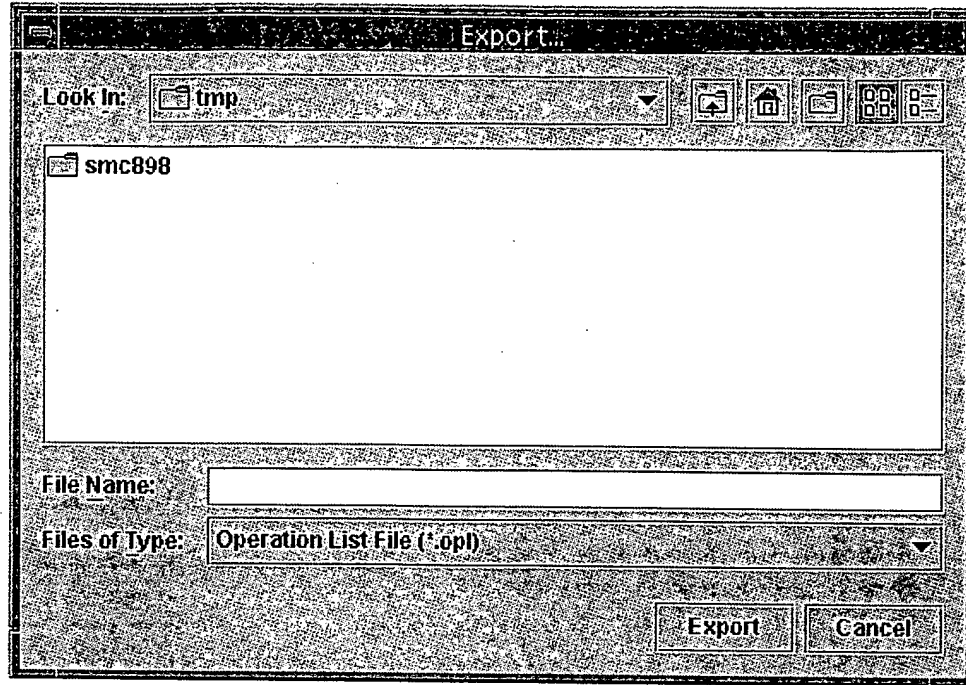 Export...
Look In: tmp
smc898
File Name:
Files of Type: Operation List File (*.opl)
Export Cancel